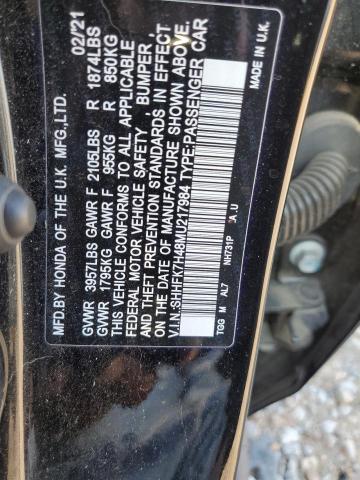 MFD.BY HONDA OF THE U.K. MFG.,LTD. 02/'21
GVWR 3957LBS GAWR F 2105LBS R 1874LBS
GVWR 1795KG GAWR F 955KG R 850KG
THIS VEHICLE CONFORMS TO ALL APPLICABLE
FEDERAL MOTOR VEHICLE SAFETY , BUMPER ,
AND THEFT PREVENTION STANDARDS IN EFFECT
ON THE DATE OF MANUFACTURE SHOWN ABOVE.
V.I.N.:SHHFK7H48MU217984 TYPE:PASSENGER CAR
TGG M AL7 NH731P A U
MADE IN U.K.